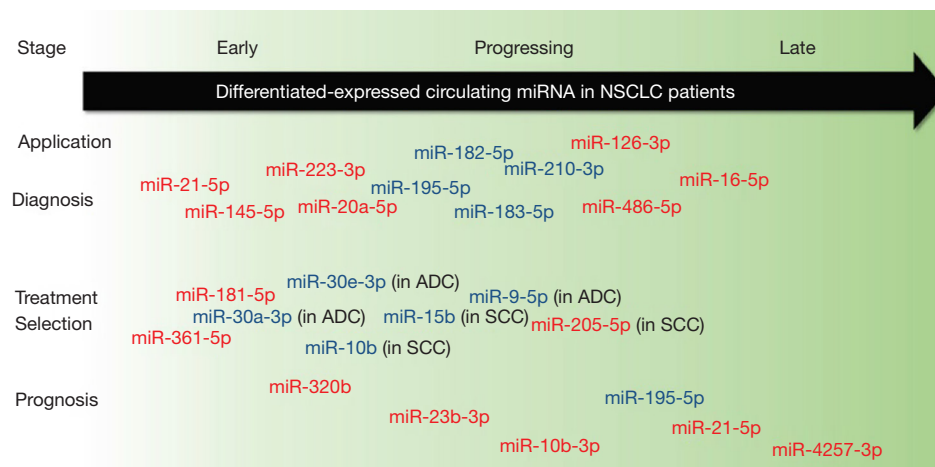 Stage Early Progressing Late
Differentiated-expressed circulating miRNA in NSCLC patients
Application
miR-126-3p
miR-182-5p
miR-223-3p
miR-210-3p
miR-16-5p
miR-21-5p
miR-195-5p
Diagnosis
miR-145-5p
miR-20a-5p
miR-183-5p
miR-486-5p
miR-30e-3p (in ADC)
Treatment
miR-181-5p
miR-9-5p (in ADC)
Selection
miR-30a-3p (in ADC)
miR-15b (in SCC)
miR-205-5p (in SCC)
miR-361-5p
miR-10b (in SCC)
miR-320b
Prognosis
miR-195-5p
miR-23b-3p
miR-21-5p
miR-10b-3p
miR-4257-3p